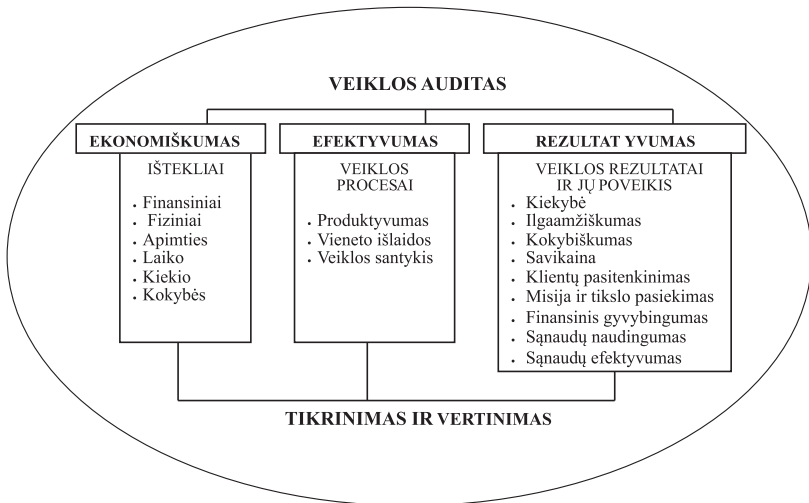 VEIKLOS AUDITAS
EKONOMIŠKUMAS
IŠTEKLIAI
• Finansiniai
• Fiziniai
• Apimties
• Laiko
• Kiekio
• Kokybės
EFEKTYVUMAS
VEIKLOS
PROCESAI
• Produktyvumas
• Vieneto išlaidos
• Veiklos santykis
REZULTAT YVUMAS
VEIKLOS REZULTATAI
IR JŲ POVEIKIS
• Kiekybė
• Ilgaamžiškumas
• Kokybiškumas
• Savikaina
• Klientų pasitenkinimas
• Misija ir tikslo pasiekimas
• Finansinis gyvybingumas
• Sąnaudų naudingumas
• Sąnaudų efektyvumas
TIKRINIMAS IR VERTINIMAS